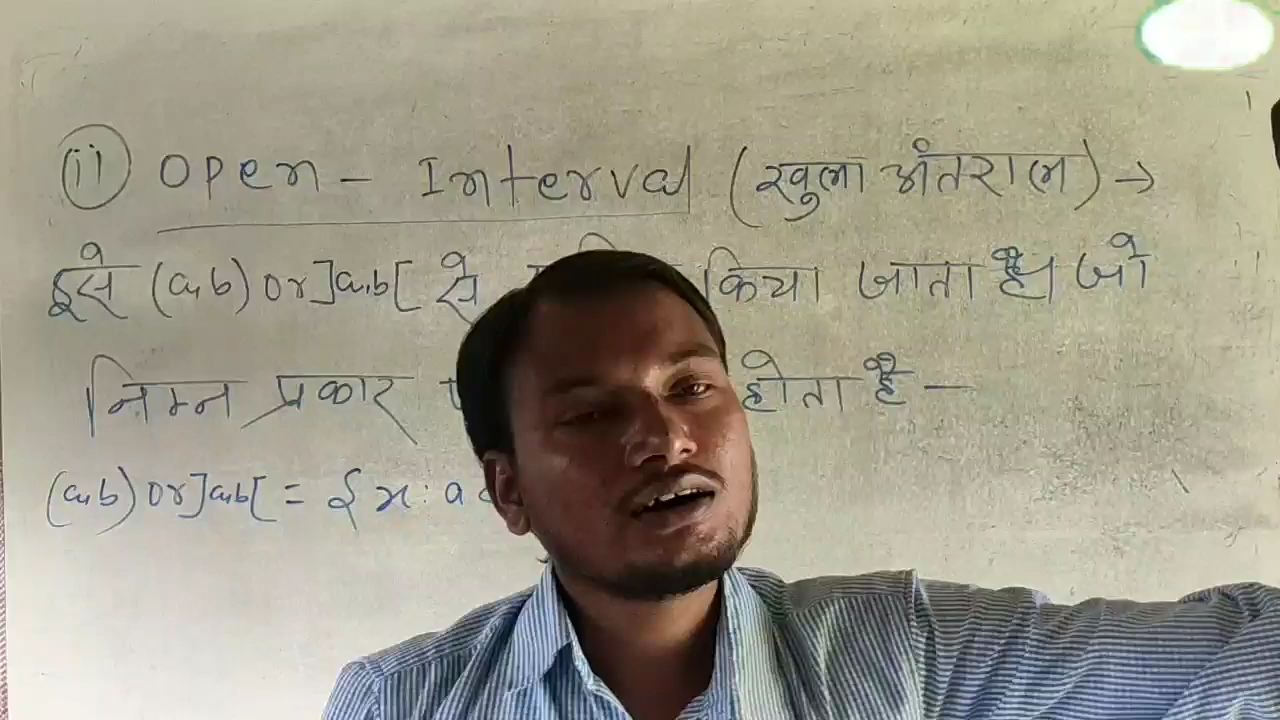 (ii) Open - Interval (खुला अंतराल) →
इसे (a,b) or ]a,b[ से किया जाता है। जो
निम्न प्रकार होता है —
(a,b) or ]a,b[ = { x : a <